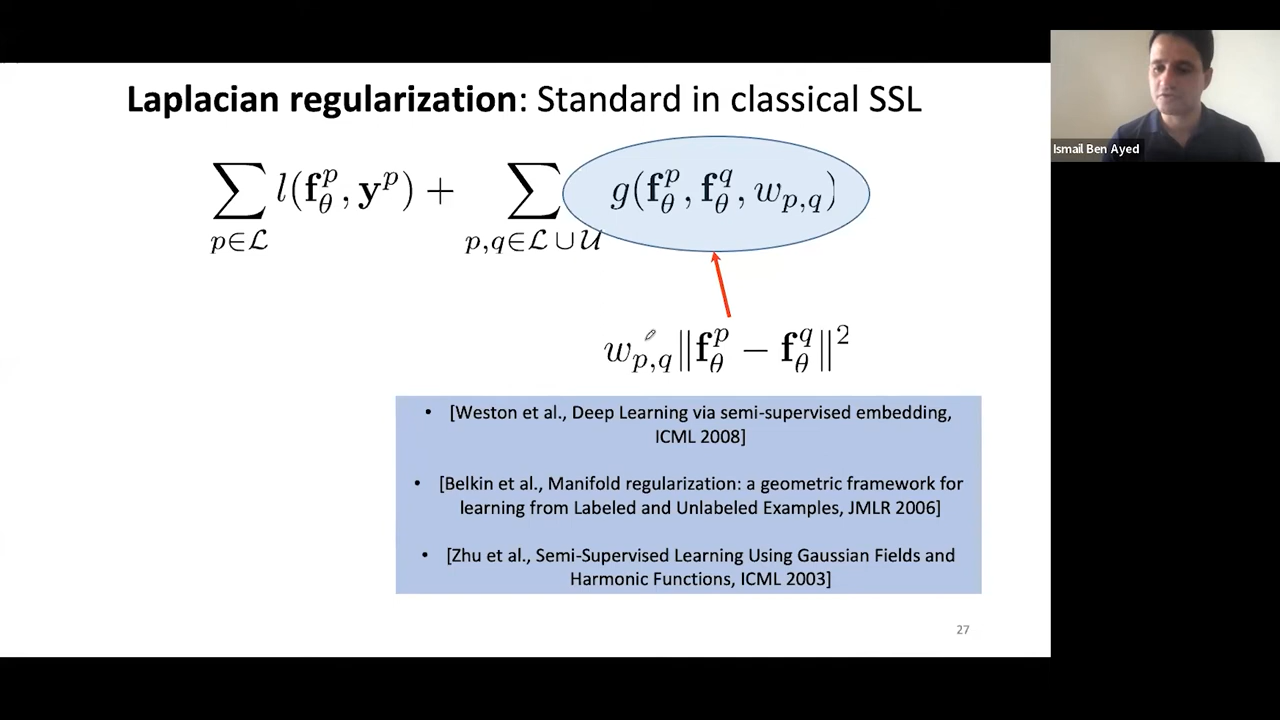 Laplacian regularization: Standard in classical SSL
∑ l(f_θ^p, y^p) + ∑ g(f_θ^p, f_θ^q, w_{p,q})
p∈ℒ p,q∈ℒ ∪ 𝒰
w_{p,q}‖f_θ^p − f_θ^q‖²
• [Weston et al., Deep Learning via semi-supervised embedding,
ICML 2008]
• [Belkin et al., Manifold regularization: a geometric framework for
learning from Labeled and Unlabeled Examples, JMLR 2006]
• [Zhu et al., Semi-Supervised Learning Using Gaussian Fields and
Harmonic Functions, ICML 2003]
27
Ismail Ben Ayed